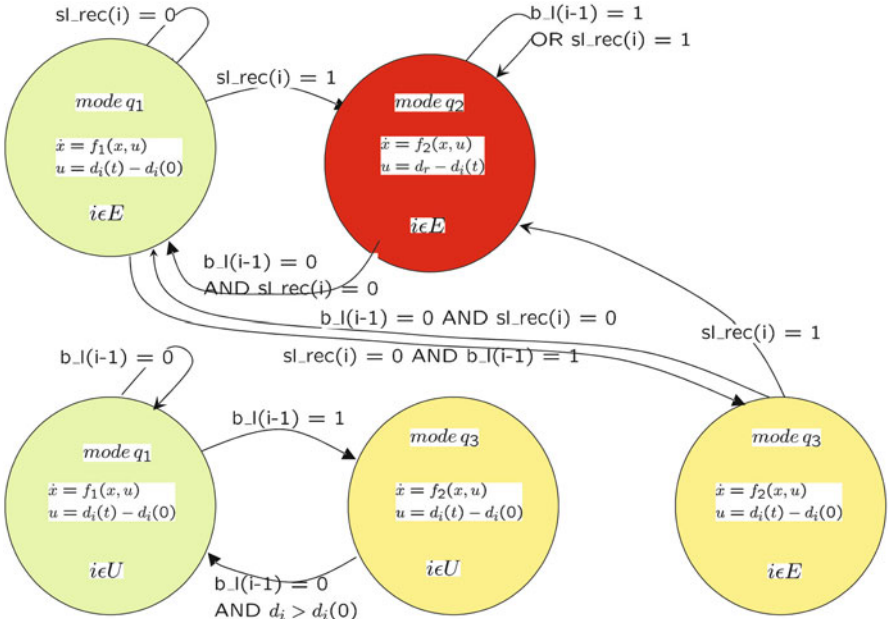 sl_rec(i) = 0
b_l(i-1) = 1
OR sl_rec(i) = 1
sl_rec(i) = 1
mode q₁
ẋ = f₁(x, u)
u = dᵢ(t) − dᵢ(0)
iϵE
mode q₂
ẋ = f₂(x, u)
u = dᵣ − dᵢ(t)
iϵE
b_l(i-1) = 0
AND sl_rec(i) = 0
b_l(i-1) = 0 AND sl_rec(i) = 0
sl_rec(i) = 1
sl_rec(i) = 0 AND b_l(i-1) = 1
b_l(i-1) = 0
b_l(i-1) = 1
mode q₁
ẋ = f₁(x, u)
u = dᵢ(t) − dᵢ(0)
iϵU
mode q₃
ẋ = f₂(x, u)
u = dᵢ(t) − dᵢ(0)
iϵU
mode q₃
ẋ = f₂(x, u)
u = dᵢ(t) − dᵢ(0)
iϵE
b_l(i-1) = 0
AND dᵢ > dᵢ(0)